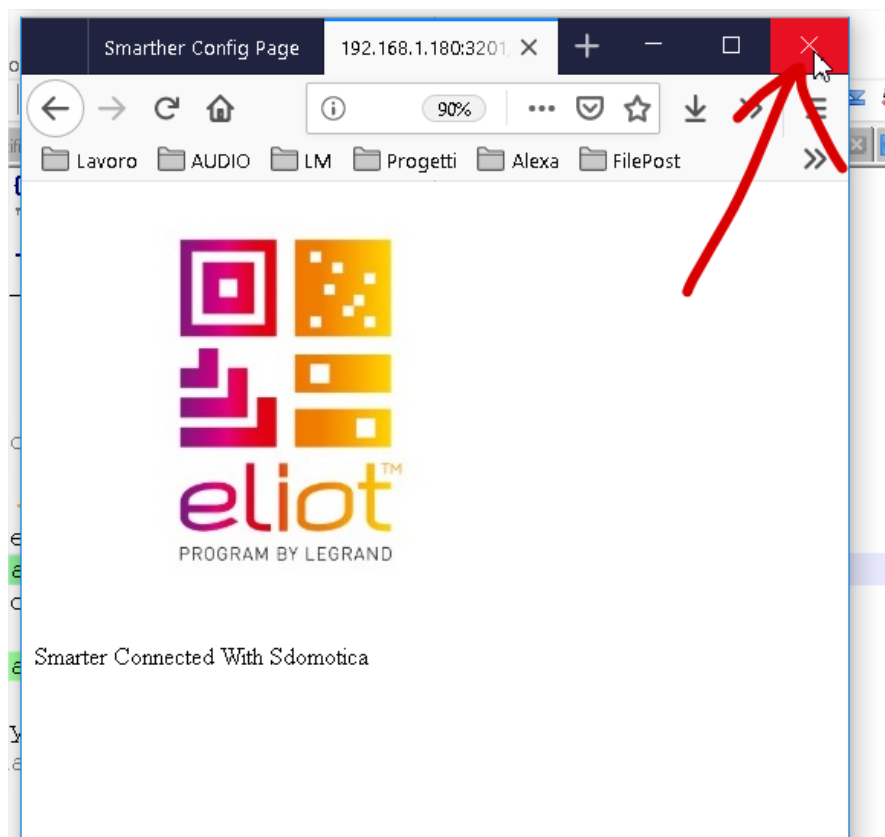 Smarther Config Page
192.168.1.180:3201/
90%
Lavoro AUDIO LM Progetti Alexa FilePost
eliot™
PROGRAM BY LEGRAND
Smarter Connected With Sdomotica